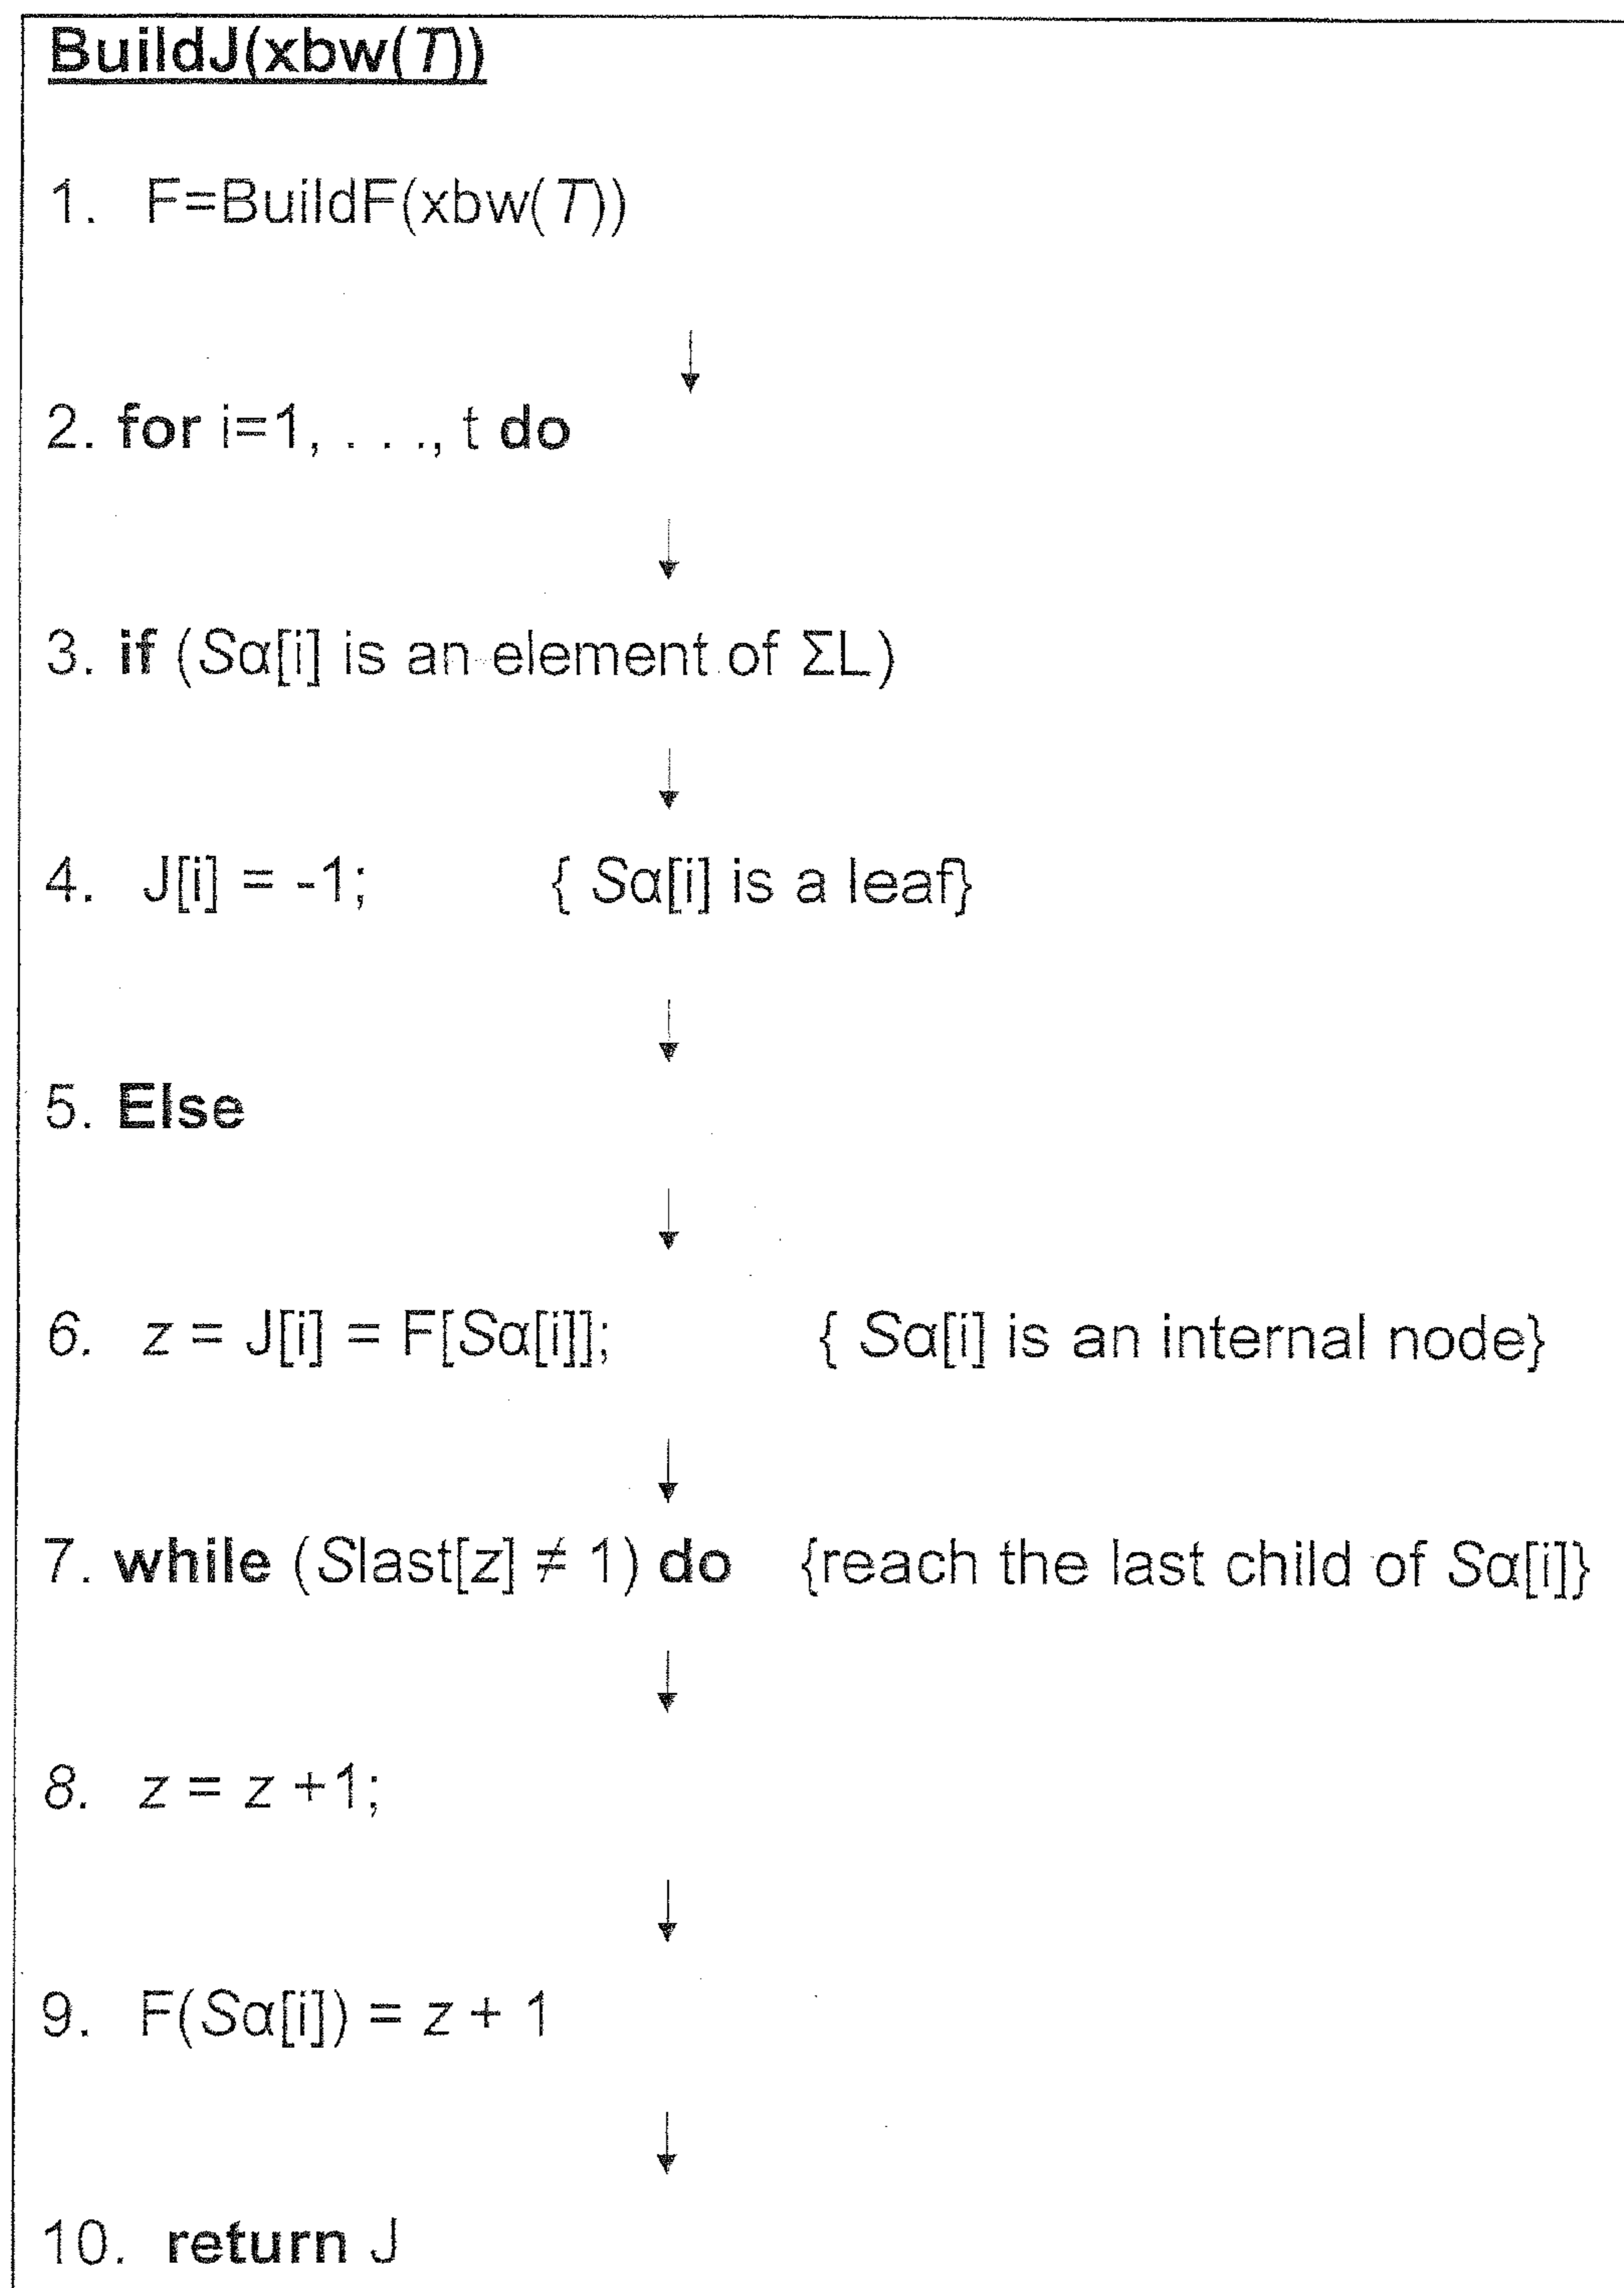 BuildJ(xbw(T))
1. F=BuildF(xbw(T))
2. for i=1, . . ., t do
3. if (Sα[i] is an element of ΣL)
4. J[i] = -1; { Sα[i] is a leaf}
5. Else
6. z = J[i] = F[Sα[i]]; { Sα[i] is an internal node}
7. while (Slast[z] ≠ 1) do {reach the last child of Sα[i]}
8. z = z +1;
9. F(Sα[i]) = z + 1
10. return J